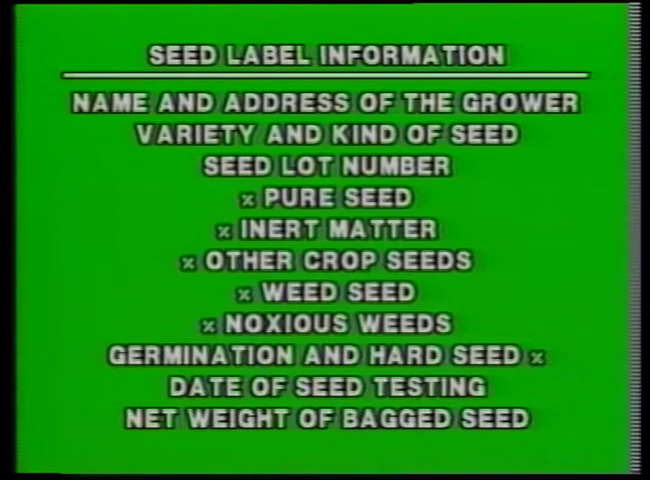 SEED LABEL INFORMATION
NAME AND ADDRESS OF THE GROWER
VARIETY AND KIND OF SEED
SEED LOT NUMBER
% PURE SEED
% INERT MATTER
% OTHER CROP SEEDS
% WEED SEED
% NOXIOUS WEEDS
GERMINATION AND HARD SEED %
DATE OF SEED TESTING
NET WEIGHT OF BAGGED SEED